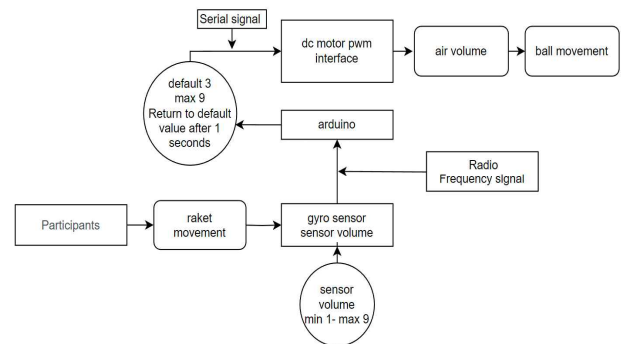 Serial signal
dc motor pwm
interface
air volume
ball movement
default 3
max 9
Return to default
value after 1
seconds
arduino
Radio
Frequency signal
Participants
raket
movement
gyro sensor
sensor volume
sensor
volume
min 1- max 9